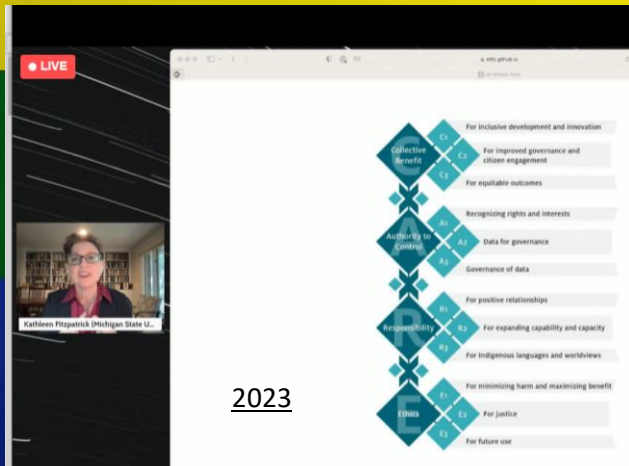 LIVE
kfitz.github.io
Kathleen Fitzpatrick (Michigan State U...
2023
C
Collective
Benefit
C1
For inclusive development and innovation
C2
For improved governance and
citizen engagement
C3
For equitable outcomes
A
Authority to
Control
A1
Recognizing rights and interests
A2
Data for governance
A3
Governance of data
R
Responsibility
R1
For positive relationships
R2
For expanding capability and capacity
R3
For Indigenous languages and worldviews
E
Ethics
E1
For minimizing harm and maximizing benefit
E2
For justice
E3
For future use